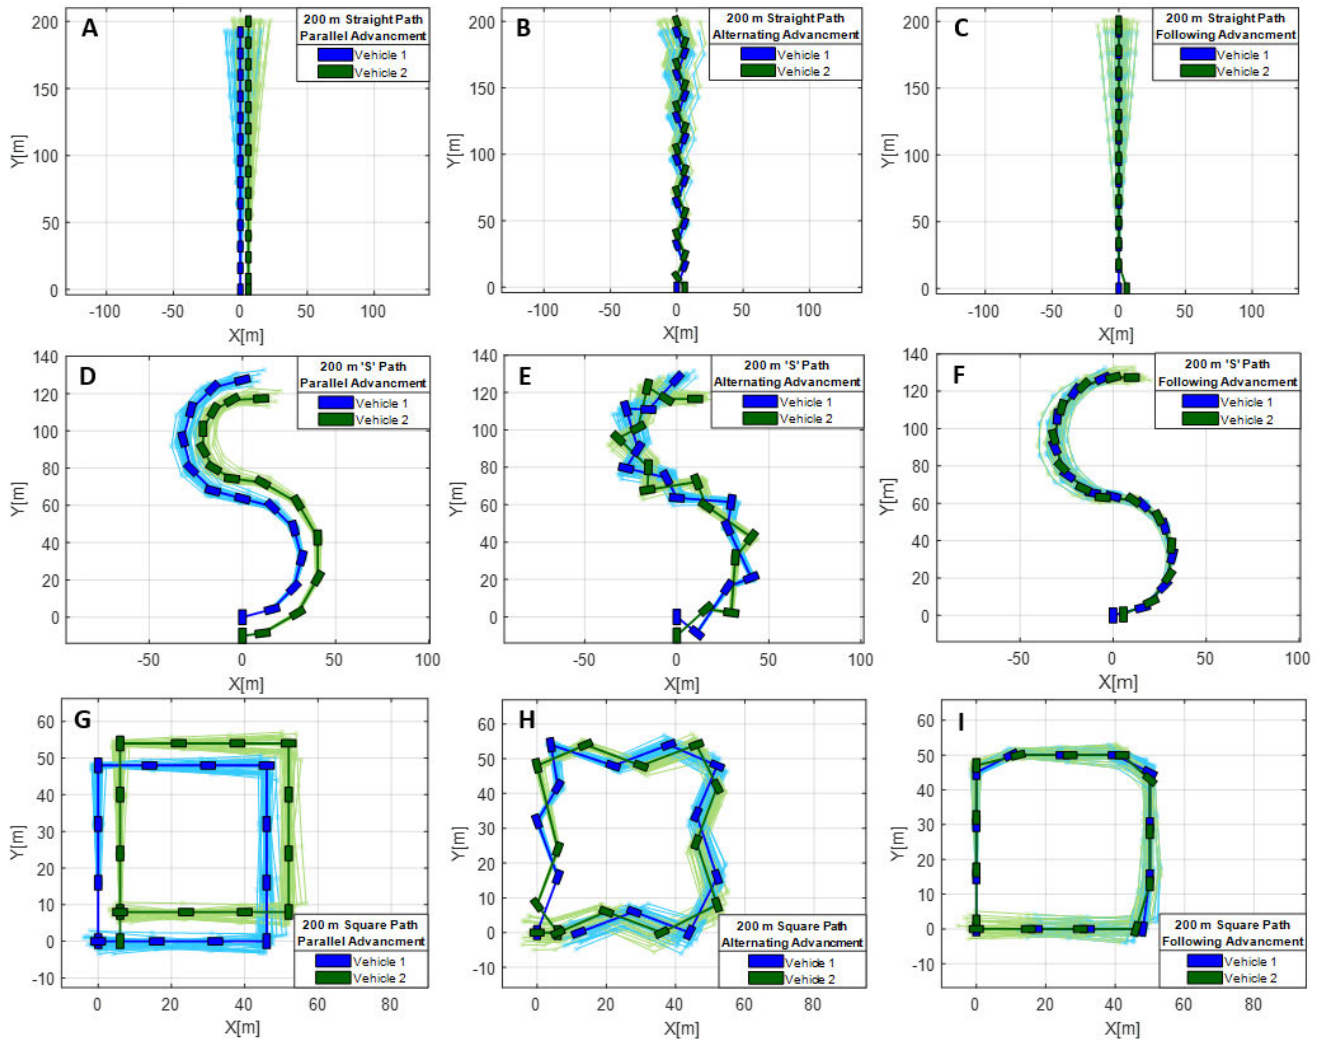 A
200 m Straight Path
Parallel Advancment
Vehicle 1
Vehicle 2
200
150
100
50
0
Y[m]
-100 -50 0 50 100
X[m]
B
200 m Straight Path
Alternating Advancment
Vehicle 1
Vehicle 2
200
150
100
50
0
Y[m]
-100 -50 0 50 100
X[m]
C
200 m Straight Path
Following Advancment
Vehicle 1
Vehicle 2
200
150
100
50
0
Y[m]
-100 -50 0 50 100
X[m]
D
200 m 'S' Path
Parallel Advancment
Vehicle 1
Vehicle 2
140
120
100
80
60
40
20
0
Y[m]
-50 0 50 100
X[m]
E
200 m 'S' Path
Alternating Advancment
Vehicle 1
Vehicle 2
140
120
100
80
60
40
20
0
Y[m]
-50 0 50 100
X[m]
F
200 m 'S' Path
Following Advancment
Vehicle 1
Vehicle 2
140
120
100
80
60
40
20
0
Y[m]
-50 0 50 100
X[m]
G
200 m Square Path
Parallel Advancment
Vehicle 1
Vehicle 2
60
50
40
30
20
10
0
-10
Y[m]
0 20 40 60 80
X[m]
H
200 m Square Path
Alternating Advancment
Vehicle 1
Vehicle 2
60
50
40
30
20
10
0
-10
Y[m]
0 20 40 60 80
X[m]
I
200 m Square Path
Following Advancment
Vehicle 1
Vehicle 2
60
50
40
30
20
10
0
-10
Y[m]
0 20 40 60 80
X[m]